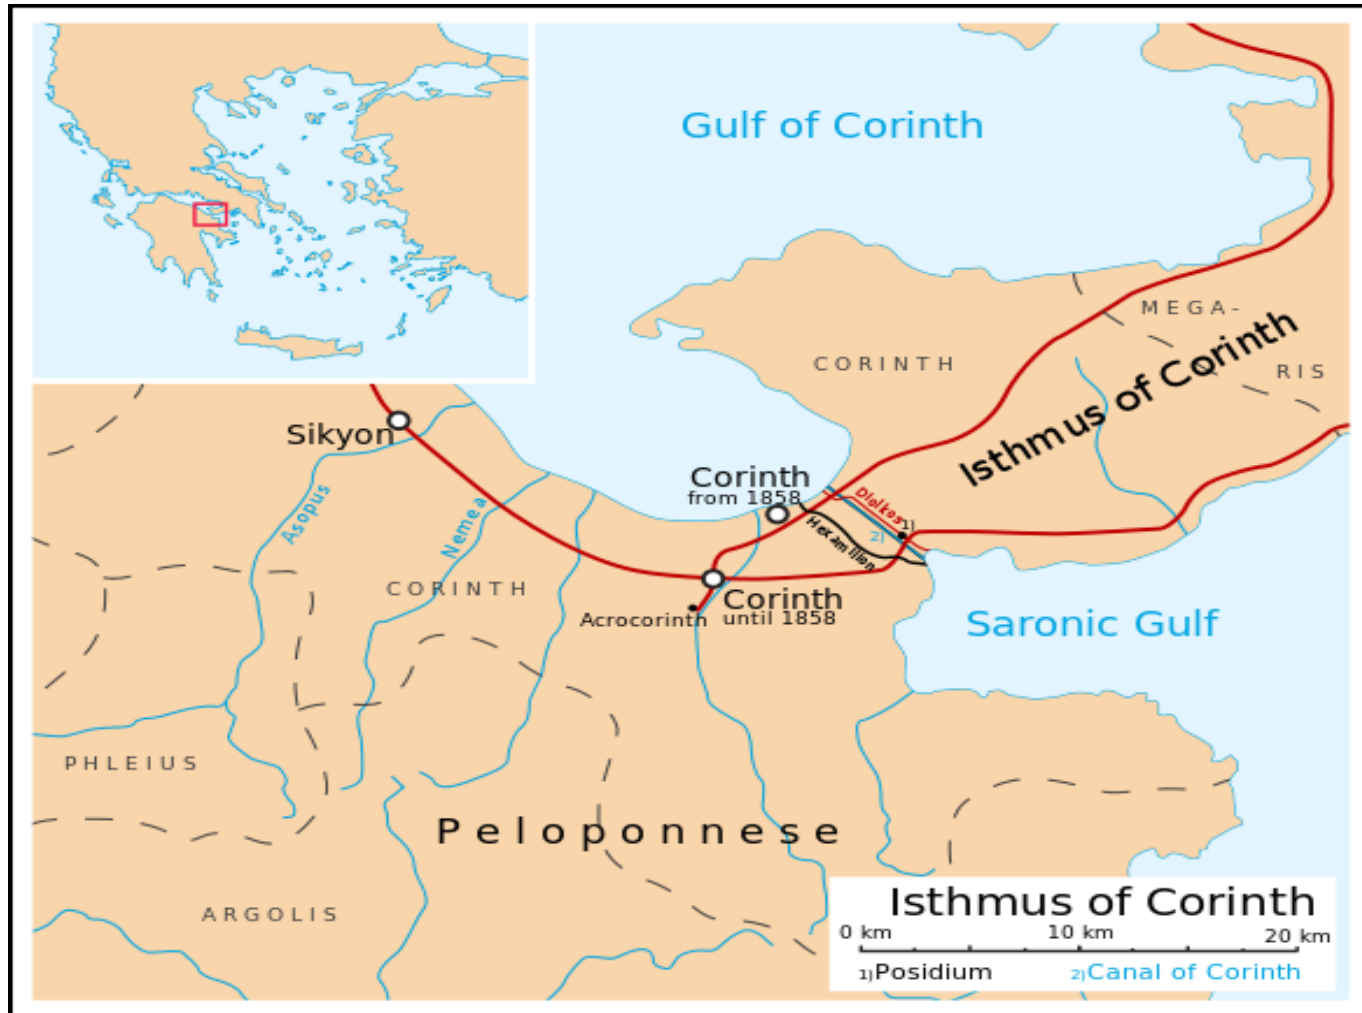 Gulf of Corinth
MEGA-
RIS
CORINTH
Isthmus of Corinth
Sikyon
Corinth
from 1858
Diolkos
1)
2)
Hexamilion
Asopus
Nemea
CORINTH
Corinth
until 1858
Acrocorinth
Saronic Gulf
PHLEIUS
Peloponnese
ARGOLIS
Isthmus of Corinth
0 km 10 km 20 km
1)Posidium 2)Canal of Corinth